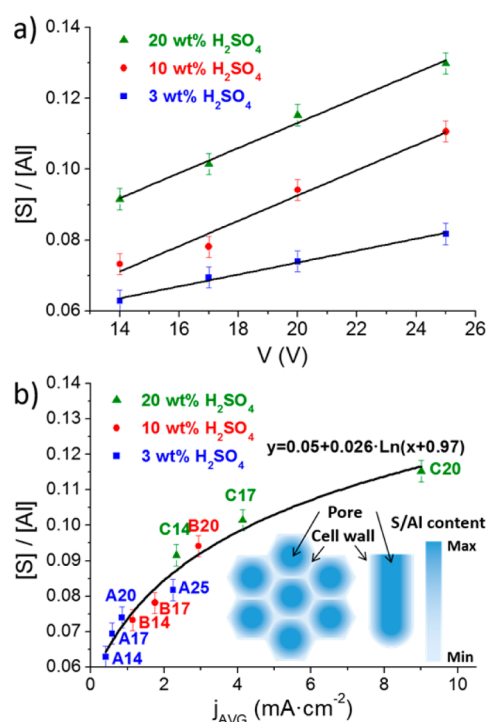 a)
20 wt% H₂SO₄
10 wt% H₂SO₄
3 wt% H₂SO₄
[S] / [Al]
0.14
0.12
0.10
0.08
0.06
14 16 18 20 22 24 26
V (V)
b)
20 wt% H₂SO₄
10 wt% H₂SO₄
3 wt% H₂SO₄
y=0.05+0.026·Ln(x+0.97)
[S] / [Al]
0.14
0.13
0.12
0.11
0.10
0.09
0.08
0.07
0.06
C20
C17
C14
B20
A25
A20
B17
B14
A17
A14
Pore
Cell wall
S/Al content
Max
Min
0 2 4 6 8 10
jAVG (mA·cm⁻²)